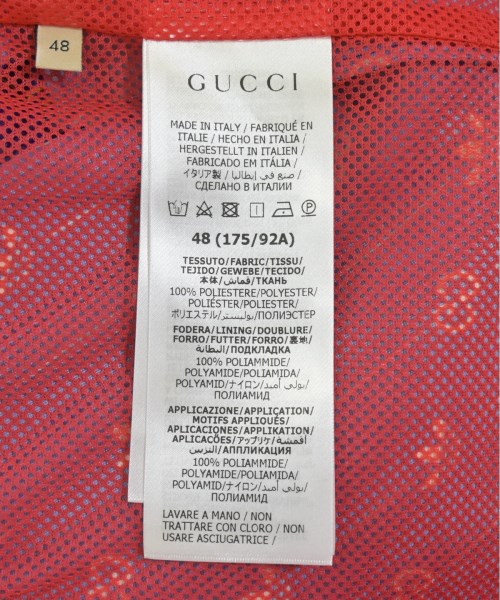 48
GUCCI
MADE IN ITALY / FABRIQUÉ EN
ITALIE / HECHO EN ITALIA /
HERGESTELLT IN ITALIEN /
FABRICADO EM ITÁLIA /
イタリア製 / صنع في إيطاليا /
СДЕЛАНО В ИТАЛИИ
48 (175/92A)
TESSUTO/FABRIC/TISSU/
TEJIDO/GEWEBE/TECIDO/
本体/قماش/ТКАНЬ
100% POLIESTERE/POLYESTER/
POLIÉSTER/POLYESTER/
ポリエステル/بوليستر/ПОЛИЭСТЕР
FODERA/LINING/DOUBLURE/
FORRO/FUTTER/FORRO/裏地/
البطانة/ПОДКЛАДКА
100% POLIAMMIDE/
POLYAMIDE/POLIAMIDA/
POLYAMID/ナイロン/بولي أميد/
ПОЛИАМИД
APPLICAZIONE/APPLICATION/
MOTIFS APPLIQUÉS/
APLICACIONES/APPLIKATION/
APLICAÇÕES/アップリケ/أقمشة
التزيين/АППЛИКАЦИЯ
100% POLIAMMIDE/
POLYAMIDE/POLIAMIDA/
POLYAMID/ナイロン/بولي أميد/
ПОЛИАМИД
LAVARE A MANO / NON
TRATTARE CON CLORO / NON
USARE ASCIUGATRICE /